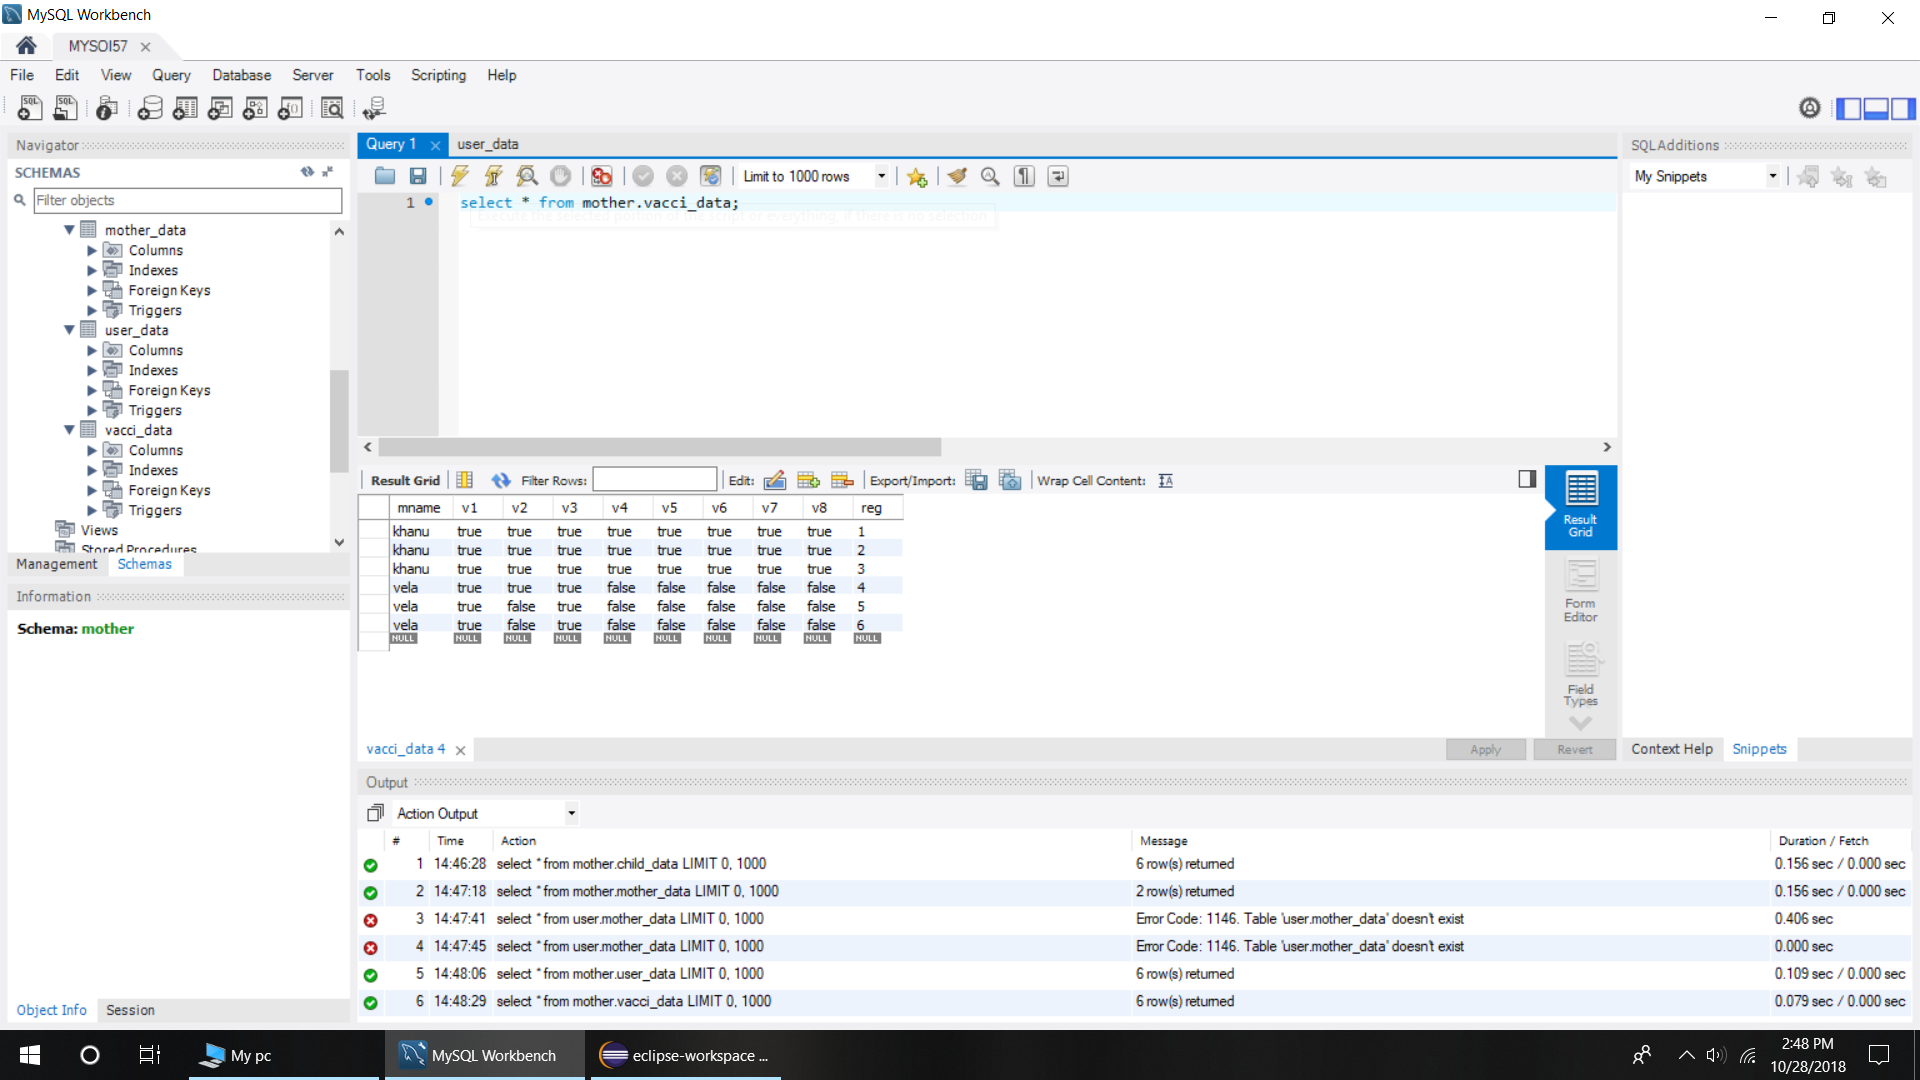 MySQL Workbench
MYSQl57
File Edit View Query Database Server Tools Scripting Help
Navigator
SCHEMAS
Filter objects
mother_data
Columns
Indexes
Foreign Keys
Triggers
user_data
Columns
Indexes
Foreign Keys
Triggers
vacci_data
Columns
Indexes
Foreign Keys
Triggers
Views
Stored Procedures
Management Schemas
Information
Schema: mother
Object Info Session
Query 1 user_data
Limit to 1000 rows
1 select * from mother.vacci_data;
Execute the selected portion of the script or everything, if there is no selection
Result Grid Filter Rows: Edit: Export/Import: Wrap Cell Content:
mname v1 v2 v3 v4 v5 v6 v7 v8 reg
khanu true true true true true true true true 1
khanu true true true true true true true true 2
khanu true true true true true true true true 3
vela true true true false false false false false 4
vela true false true false false false false false 5
vela true false true false false false false false 6
NULL NULL NULL NULL NULL NULL NULL NULL NULL NULL
Result
Grid
Form
Editor
Field
Types
vacci_data 4 Apply Revert
SQLAdditions
My Snippets
Context Help Snippets
Output
Action Output
# Time Action Message Duration / Fetch
1 14:46:28 select * from mother.child_data LIMIT 0, 1000 6 row(s) returned 0.156 sec / 0.000 sec
2 14:47:18 select * from mother.mother_data LIMIT 0, 1000 2 row(s) returned 0.156 sec / 0.000 sec
3 14:47:41 select * from user.mother_data LIMIT 0, 1000 Error Code: 1146. Table 'user.mother_data' doesn't exist 0.406 sec
4 14:47:45 select * from user.mother_data LIMIT 0, 1000 Error Code: 1146. Table 'user.mother_data' doesn't exist 0.000 sec
5 14:48:06 select * from mother.user_data LIMIT 0, 1000 6 row(s) returned 0.109 sec / 0.000 sec
6 14:48:29 select * from mother.vacci_data LIMIT 0, 1000 6 row(s) returned 0.079 sec / 0.000 sec
My pc MySQL Workbench eclipse-workspace ...
2:48 PM
10/28/2018